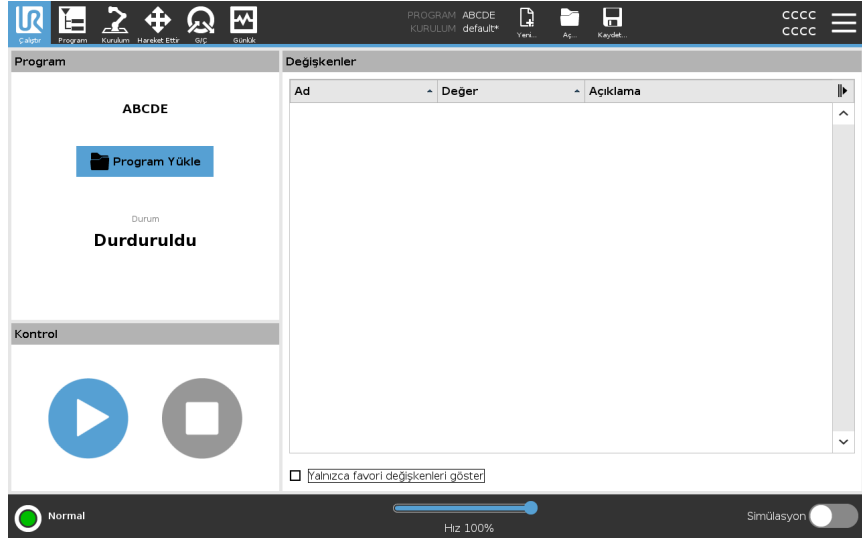 UR
Çalıştır Program Kurulum Hareket Ettir G/Ç Günlük
PROGRAM ABCDE
KURULUM default*
Yeni... Aç... Kaydet...
CCCC
CCCC
Program
ABCDE
Program Yükle
Durum
Durduruldu
Kontrol
Değişkenler
Ad Değer Açıklama
Yalnızca favori değişkenleri göster
Normal
Hız 100%
Simülasyon